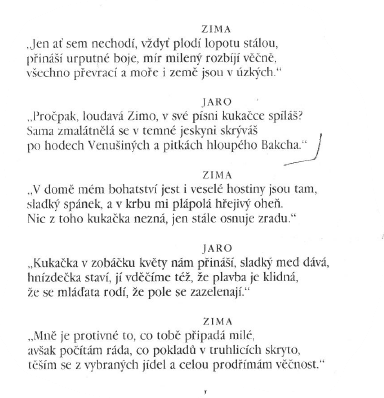 ZIMA
„Jen ať sem nechodí, vždyť plodí lopotu stálou,
přináší urputné boje, mír milený rozbíjí věčně,
všechno převrací a moře i země jsou v úzkých.“
JARO
„Pročpak, loudavá Zimo, v své písní kukačce spíláš?
Sama zmalátnělá se v temné jeskyni skrýváš
po hodech Venušiných a pitkách hloupého Bakcha.“
ZIMA
„V domě mém bohatství jest i veselé hostiny jsou tam,
sladký spánek, a v krbu mi plápolá hřejivý oheň.
Nic z toho kukačka nezná, jen stále osnuje zradu.“
JARO
„Kukačka v zobáčku květy nám přináší, sladký med dává,
hnízdečka staví, jí vděčíme též, že plavba je klidná,
že se mláďata rodí, že pole se zazelenají.“
ZIMA
„Mně je protivné to, co tobě připadá milé,
avšak počítám ráda, co pokladů v truhlicích skryto,
těším se z vybraných jídel a celou prodřímám věčnost.“